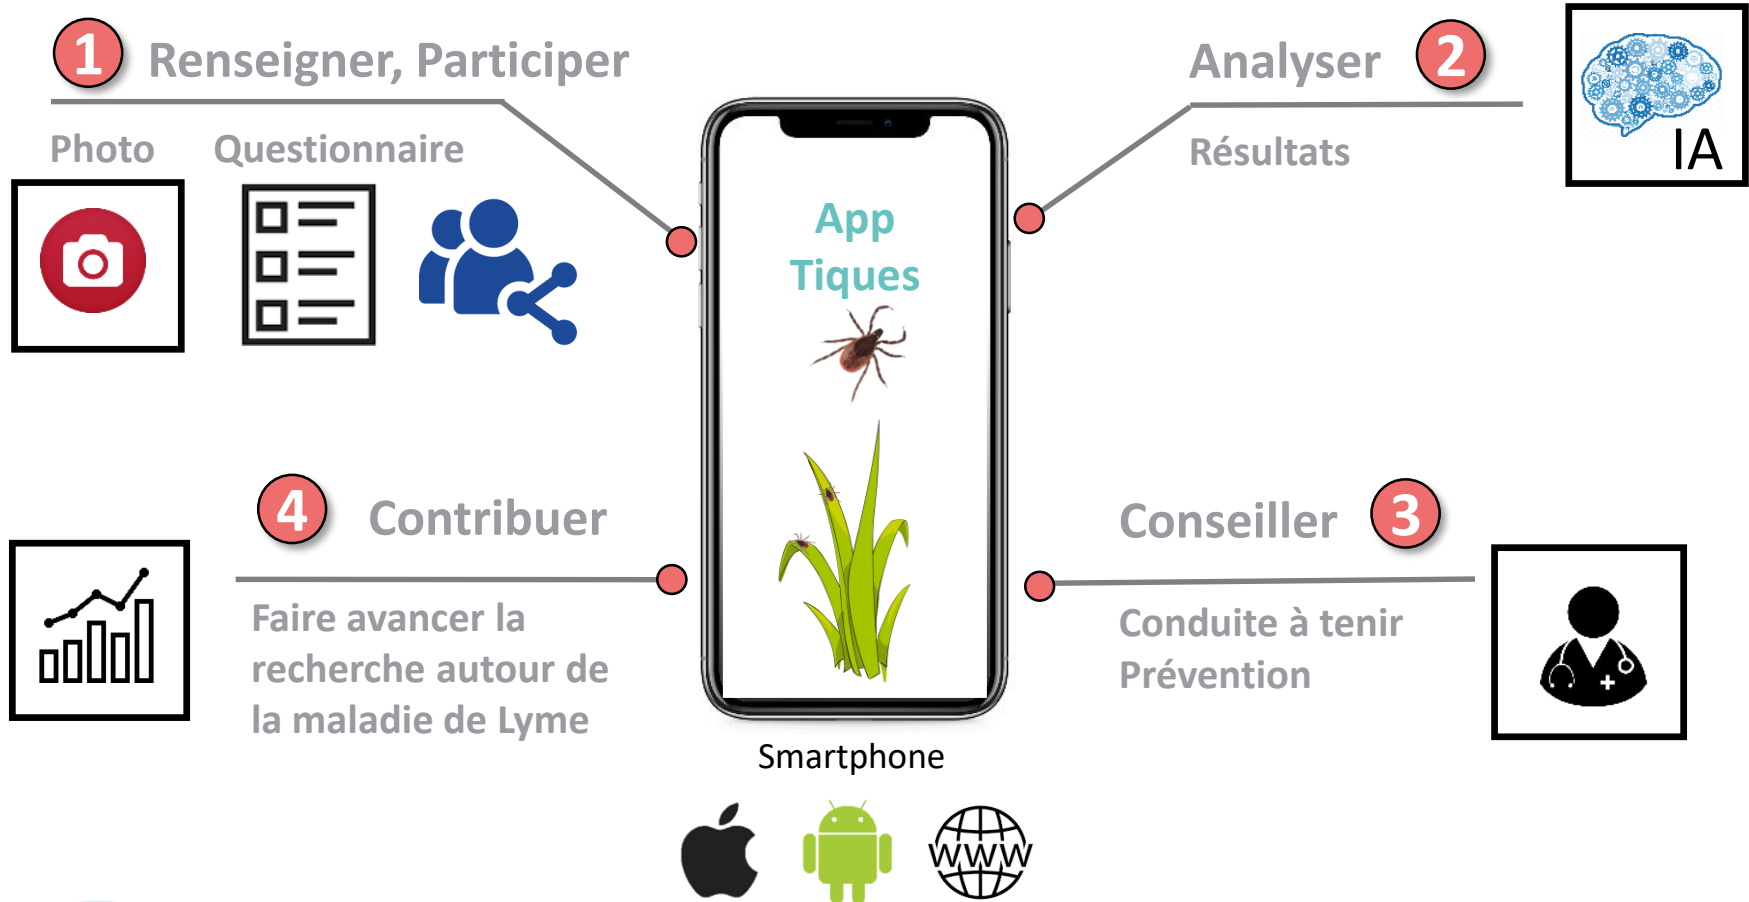 1 Renseigner, Participer
Photo Questionnaire
Analyser 2
Résultats
IA
App
Tiques
4 Contribuer
Faire avancer la
recherche autour de
la maladie de Lyme
Conseiller 3
Conduite à tenir
Prévention
Smartphone
WWW